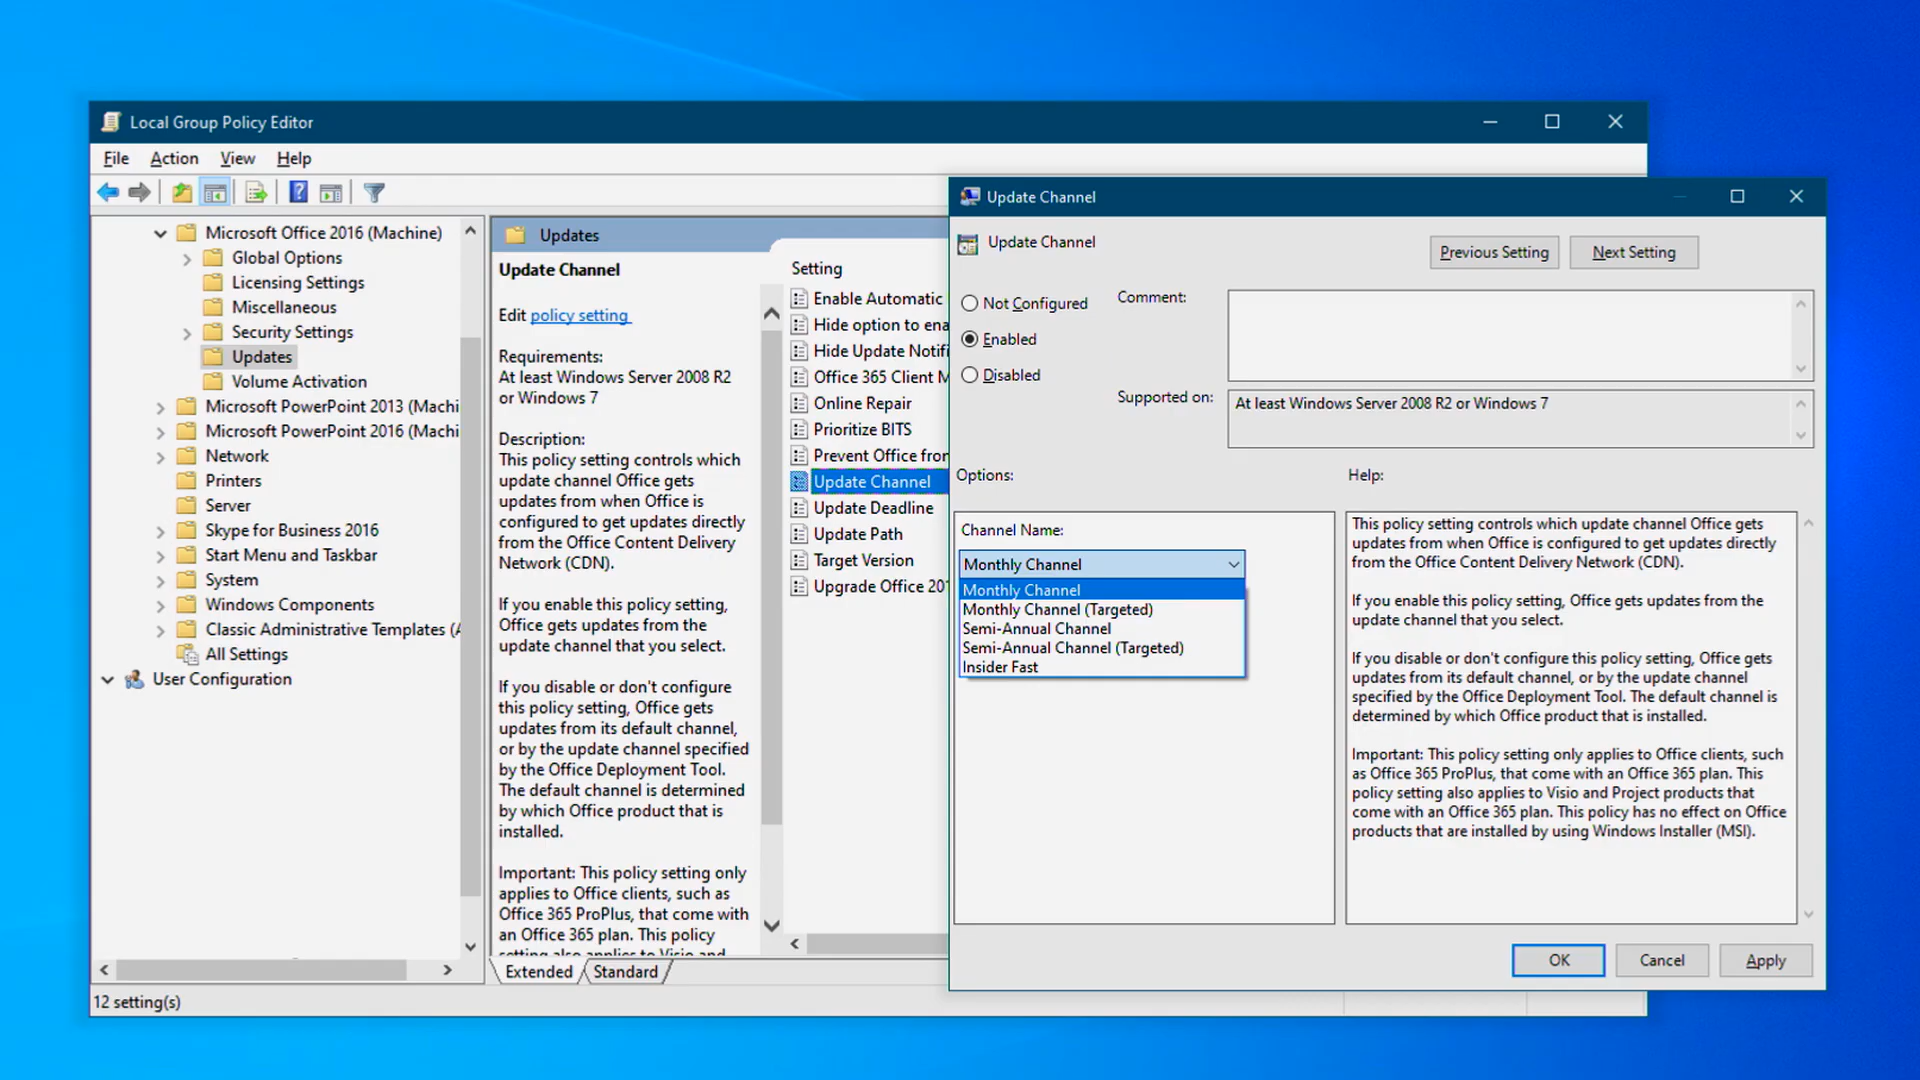 Local Group Policy Editor
File Action View Help
Microsoft Office 2016 (Machine)
Global Options
Licensing Settings
Miscellaneous
Security Settings
Updates
Volume Activation
Microsoft PowerPoint 2013 (Machi
Microsoft PowerPoint 2016 (Machi
Network
Printers
Server
Skype for Business 2016
Start Menu and Taskbar
System
Windows Components
Classic Administrative Templates (A
All Settings
User Configuration
Updates
Update Channel
Edit policy setting
Requirements:
At least Windows Server 2008 R2
or Windows 7
Description:
This policy setting controls which
update channel Office gets
updates from when Office is
configured to get updates directly
from the Office Content Delivery
Network (CDN).
If you enable this policy setting,
Office gets updates from the
update channel that you select.
If you disable or don't configure
this policy setting, Office gets
updates from its default channel,
or by the update channel specified
by the Office Deployment Tool.
The default channel is determined
by which Office product that is
installed.
Important: This policy setting only
applies to Office clients, such as
Office 365 ProPlus, that come with
an Office 365 plan. This policy
setting also applies to Visio and
Setting
Enable Automatic
Hide option to ena
Hide Update Notifi
Office 365 Client M
Online Repair
Prioritize BITS
Prevent Office from
Update Channel
Update Deadline
Update Path
Target Version
Upgrade Office 201
Extended Standard
12 setting(s)
Update Channel
Update Channel
Previous Setting Next Setting
Not Configured
Enabled
Disabled
Comment:
Supported on:
At least Windows Server 2008 R2 or Windows 7
Options:
Help:
Channel Name:
Monthly Channel
Monthly Channel
Monthly Channel (Targeted)
Semi-Annual Channel
Semi-Annual Channel (Targeted)
Insider Fast
This policy setting controls which update channel Office gets
updates from when Office is configured to get updates directly
from the Office Content Delivery Network (CDN).
If you enable this policy setting, Office gets updates from the
update channel that you select.
If you disable or don't configure this policy setting, Office gets
updates from its default channel, or by the update channel
specified by the Office Deployment Tool. The default channel is
determined by which Office product that is installed.
Important: This policy setting only applies to Office clients, such
as Office 365 ProPlus, that come with an Office 365 plan. This
policy setting also applies to Visio and Project products that
come with an Office 365 plan. This policy has no effect on Office
products that are installed by using Windows Installer (MSI).
OK Cancel Apply